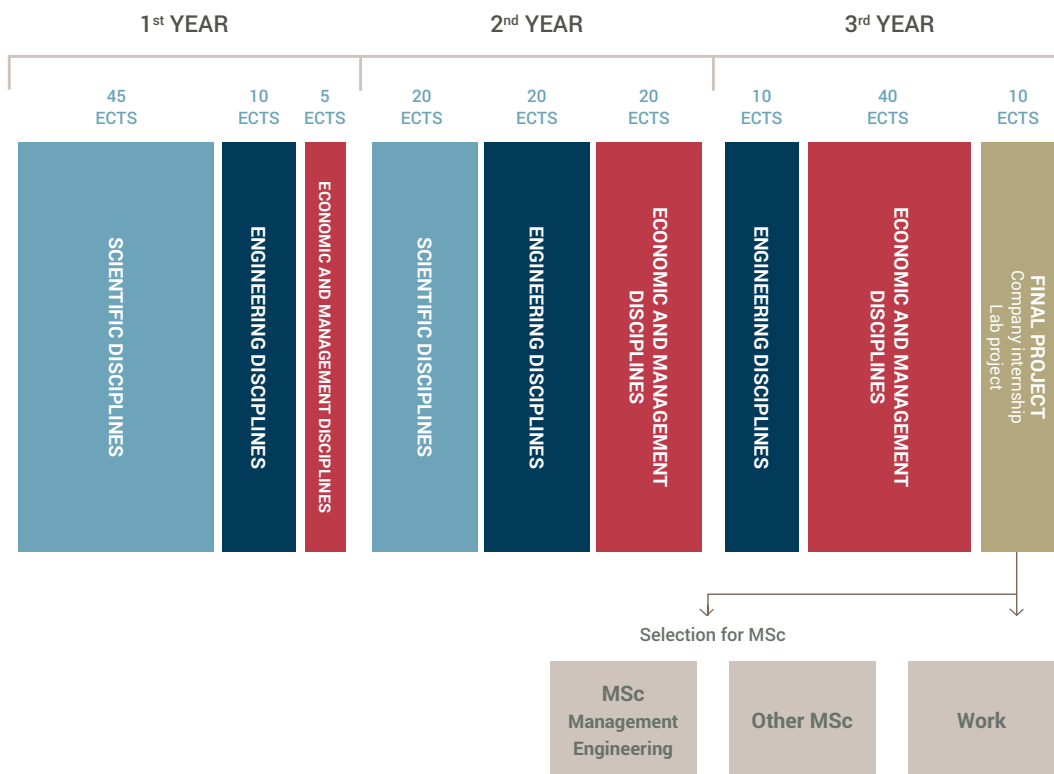 1st YEAR
2nd YEAR
3rd YEAR
45
ECTS
10
ECTS
5
ECTS
20
ECTS
20
ECTS
20
ECTS
10
ECTS
40
ECTS
10
ECTS
SCIENTIFIC DISCIPLINES
ENGINEERING DISCIPLINES
ECONOMIC AND MANAGEMENT DISCIPLINES
SCIENTIFIC DISCIPLINES
ENGINEERING DISCIPLINES
ECONOMIC AND MANAGEMENT
DISCIPLINES
ENGINEERING DISCIPLINES
ECONOMIC AND MANAGEMENT
DISCIPLINES
FINAL PROJECT
Company internship
Lab project
Selection for MSc
MSc
Management
Engineering
Other MSc
Work